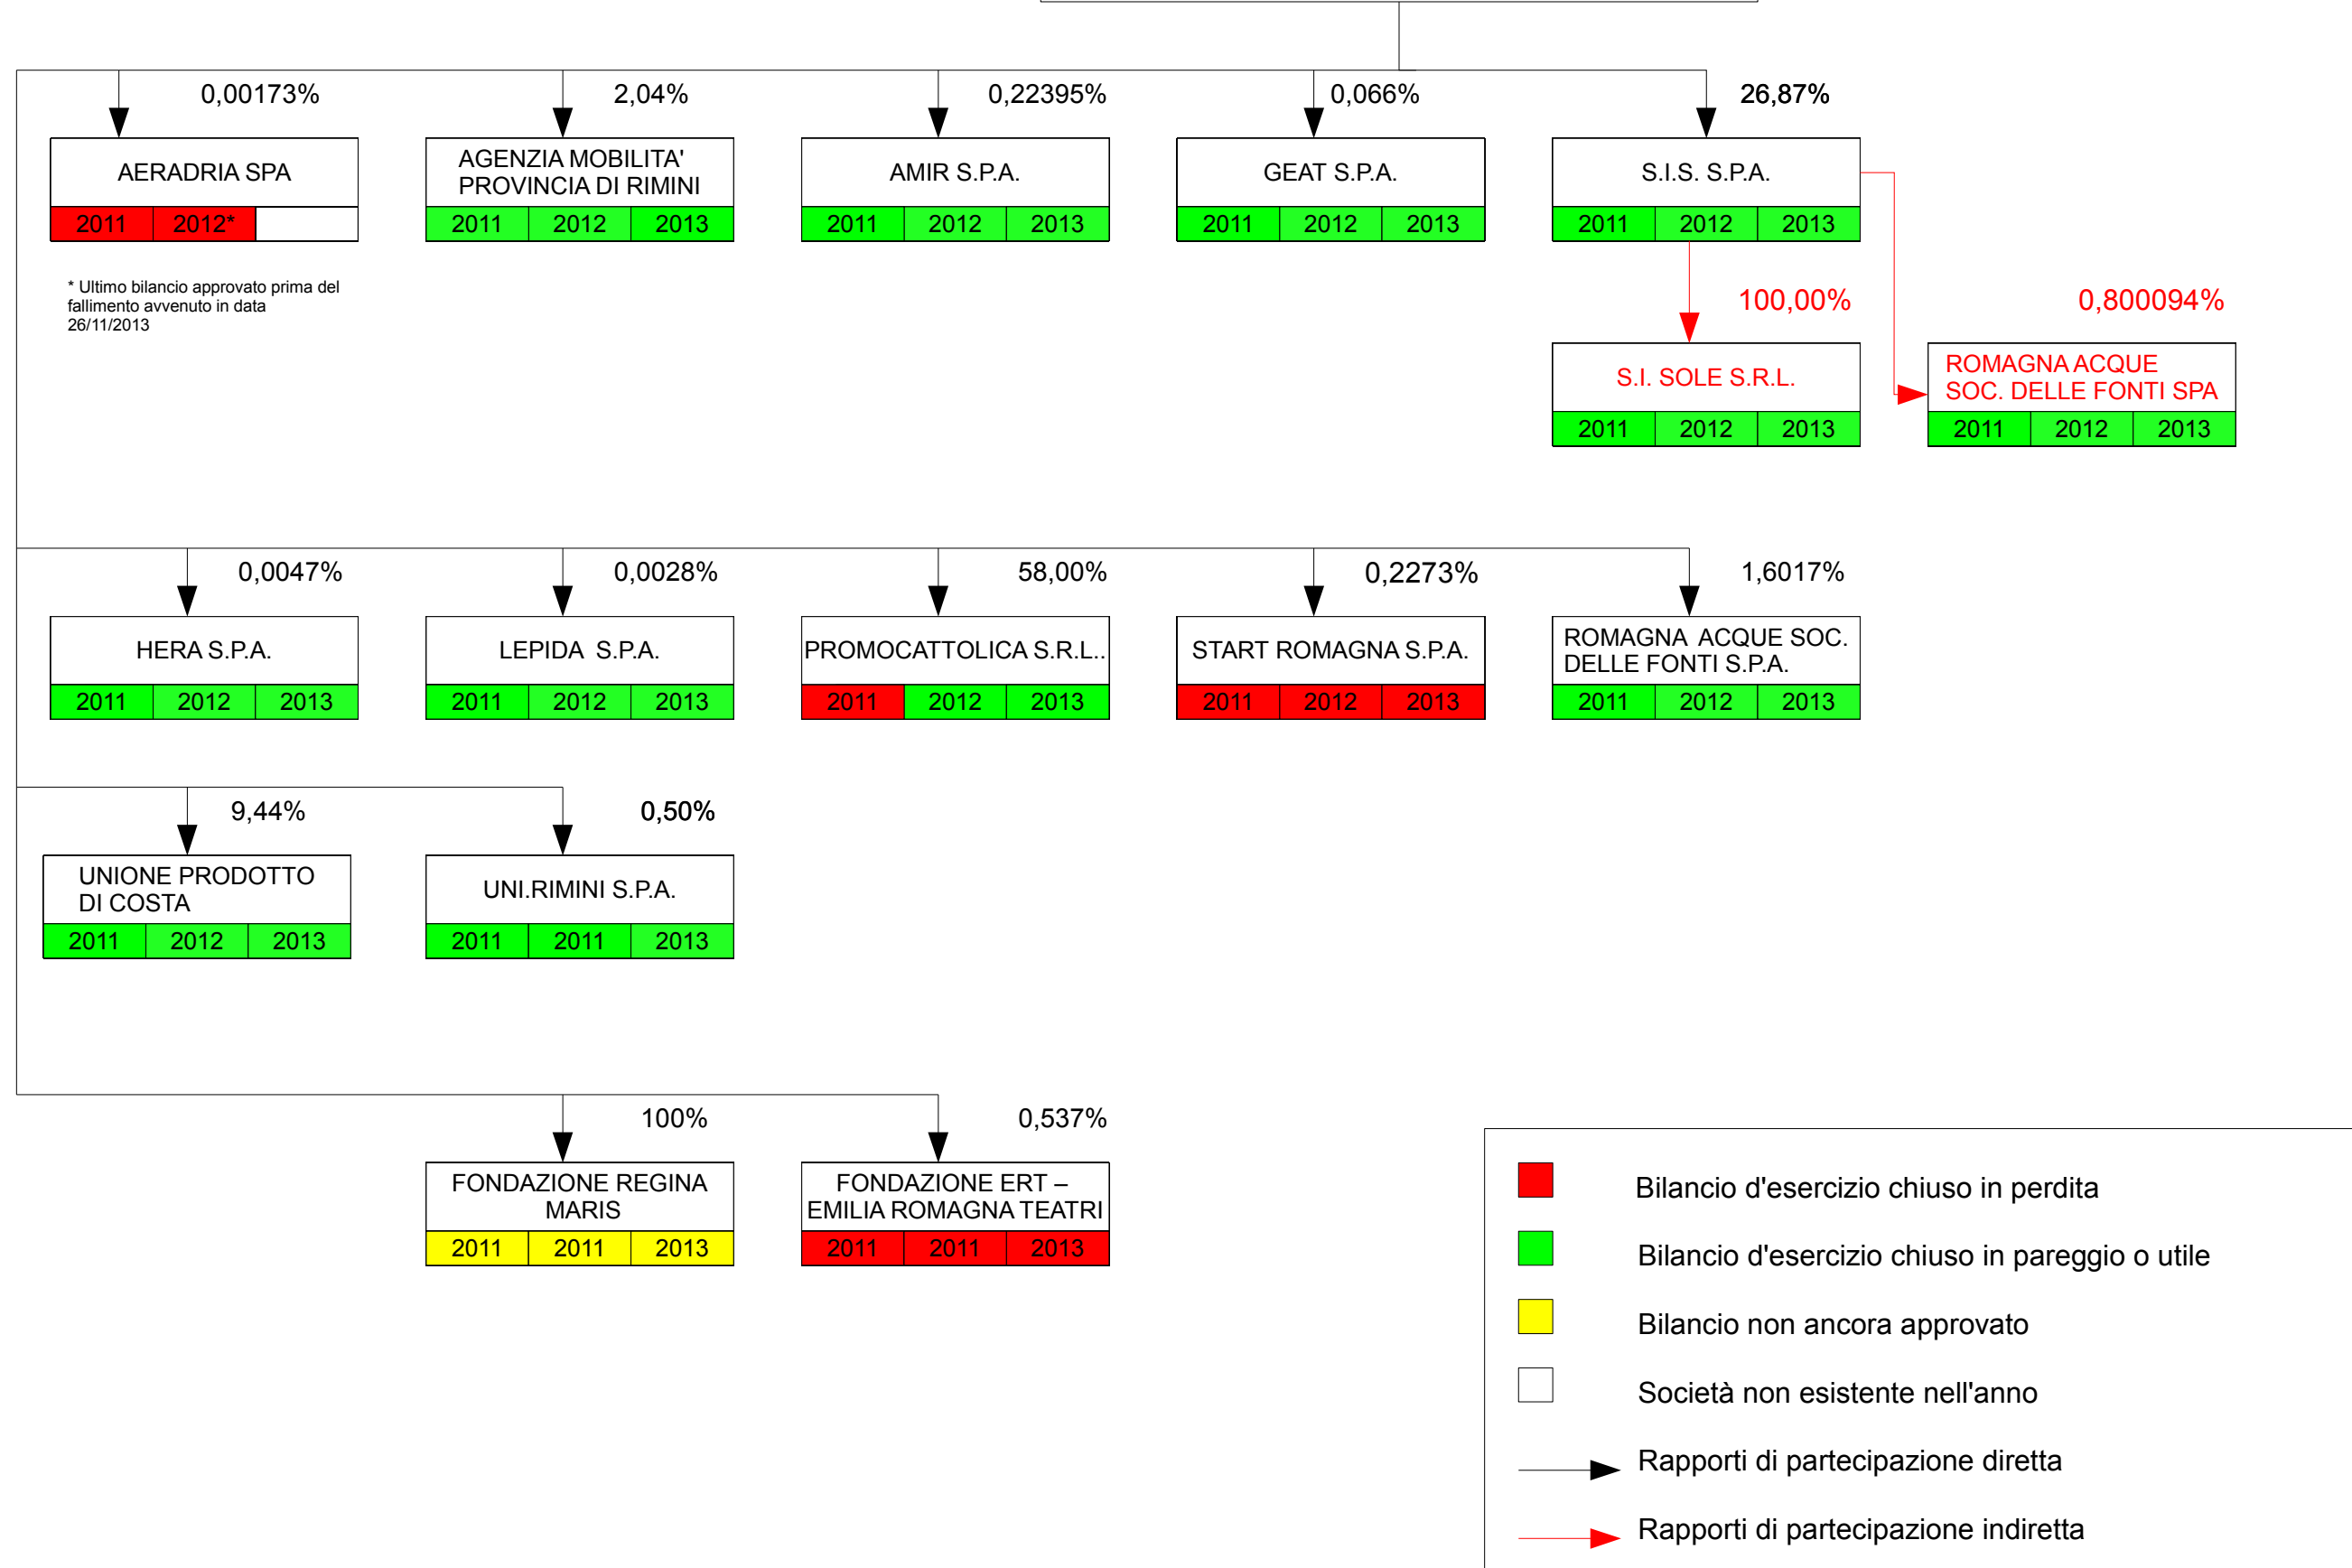 0,00173%
2,04%
0,22395%
0,066%
26,87%
AERADRIA SPA
AGENZIA MOBILITA'
PROVINCIA DI RIMINI
AMIR S.P.A.
GEAT S.P.A.
S.I.S. S.P.A.
2011 2012*
2011 2012 2013
2011 2012 2013
2011 2012 2013
2011 2012 2013
* Ultimo bilancio approvato prima del
fallimento avvenuto in data
26/11/2013
100,00%
0,800094%
S.I. SOLE S.R.L.
ROMAGNA ACQUE
SOC. DELLE FONTI SPA
2011 2012 2013
2011 2012 2013
0,0047%
0,0028%
58,00%
0,2273%
1,6017%
HERA S.P.A.
LEPIDA S.P.A.
PROMOCATTOLICA S.R.L..
START ROMAGNA S.P.A.
ROMAGNA ACQUE SOC.
DELLE FONTI S.P.A.
2011 2012 2013
2011 2012 2013
2011 2012 2013
2011 2012 2013
2011 2012 2013
9,44%
0,50%
UNIONE PRODOTTO
DI COSTA
UNI.RIMINI S.P.A.
2011 2012 2013
2011 2011 2013
100%
0,537%
FONDAZIONE REGINA
MARIS
FONDAZIONE ERT –
EMILIA ROMAGNA TEATRI
2011 2011 2013
2011 2011 2013
Bilancio d'esercizio chiuso in perdita
Bilancio d'esercizio chiuso in pareggio o utile
Bilancio non ancora approvato
Società non esistente nell'anno
Rapporti di partecipazione diretta
Rapporti di partecipazione indiretta